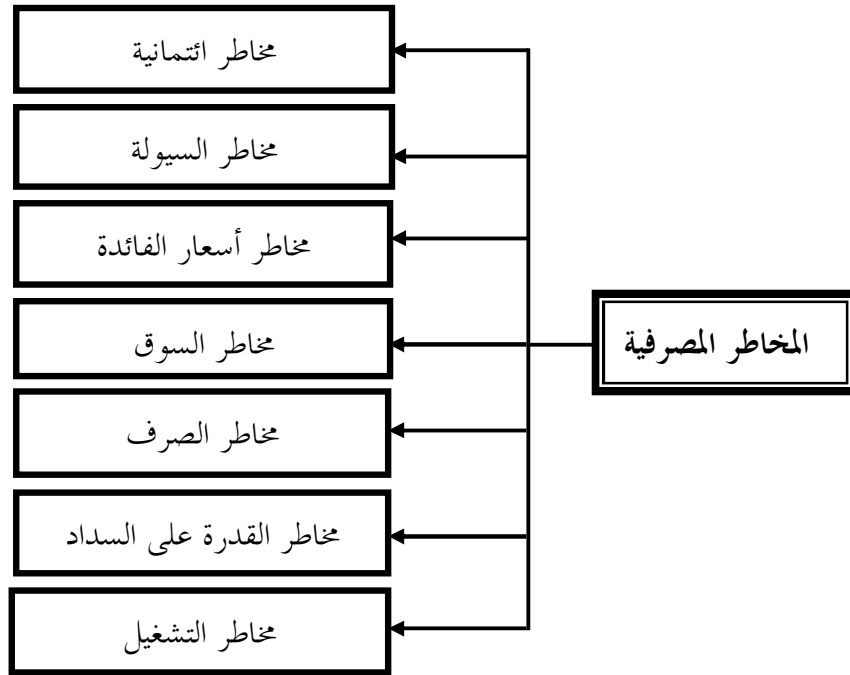 المخاطر المصرفية
مخاطر ائتمانية
مخاطر السيولة
مخاطر أسعار الفائدة
مخاطر السوق
مخاطر الصرف
مخاطر القدرة على السداد
مخاطر التشغيل